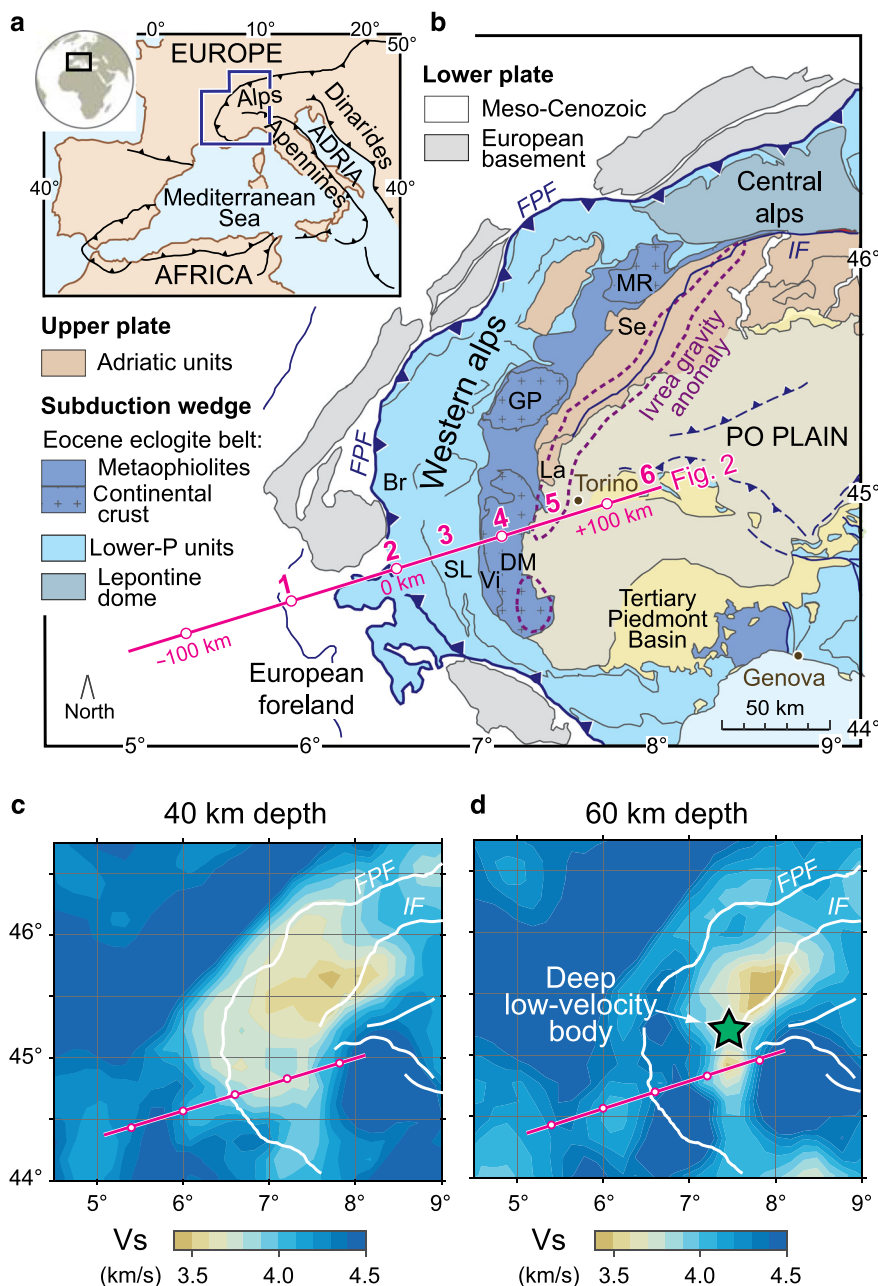 a
0°
10°
20°
50°
EUROPE
Alps
Dinarides
Apennines
ADRIA
40°
40°
Mediterranean
Sea
AFRICA
Upper plate
Adriatic units
Subduction wedge
Eocene eclogite belt:
Metaophiolites
Continental
crust
Lower-P units
Lepontine
dome
b
Lower plate
Meso-Cenozoic
European
basement
FPF
Central
alps
IF
46°
MR
Se
Western alps
Ivrea gravity
anomaly
GP
PO PLAIN
FPF
Br
La
Torino
6
Fig. 2
45°
5
+100 km
4
3
2
0 km
SL
Vi
DM
1
−100 km
Tertiary
Piedmont
Basin
European
foreland
Genova
North
50 km
44°
5°
6°
7°
8°
9°
c
40 km depth
FPF
IF
46°
45°
44°
5°
6°
7°
8°
9°
Vs
(km/s)
3.5
4.0
4.5
d
60 km depth
FPF
IF
Deep
low-velocity
body
5°
6°
7°
8°
9°
Vs
(km/s)
3.5
4.0
4.5